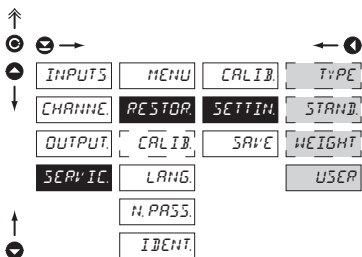 INPUTS MENU CALIB. TYPE
CHANNE. RESTOR. SETTIN. STAND.
OUTPUT. CALIB. SAVE WEIGHT
SERVIC. LANG. USER
N. PASS.
IDENT.